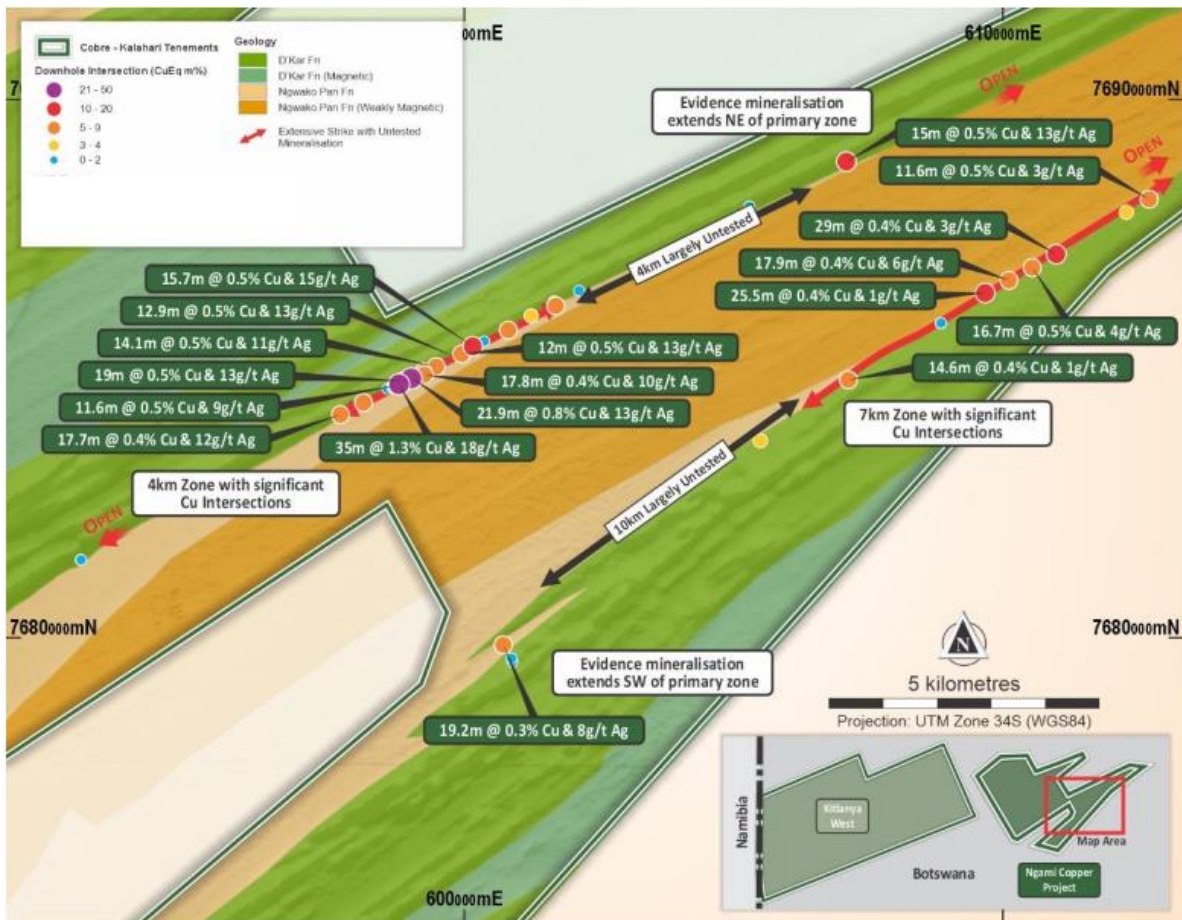 Cobre - Kalahari Tenements
Downhole Intersection (CuEq m/%)
21 - 50
10 - 20
5 - 9
3 - 4
0 - 2
Geology
D'Kar Fn
D'Kar Fn (Magnetic)
Ngwako Pan Fn
Ngwako Pan Fn (Weakly Magnetic)
Extensive Strike with Untested
Mineralisation
000mE
610000mE
7690000mN
Evidence mineralisation
extends NE of primary zone
OPEN
OPEN
15m @ 0.5% Cu & 13g/t Ag
11.6m @ 0.5% Cu & 3g/t Ag
29m @ 0.4% Cu & 3g/t Ag
17.9m @ 0.4% Cu & 6g/t Ag
25.5m @ 0.4% Cu & 1g/t Ag
16.7m @ 0.5% Cu & 4g/t Ag
14.6m @ 0.4% Cu & 1g/t Ag
4km Largely Untested
15.7m @ 0.5% Cu & 15g/t Ag
12.9m @ 0.5% Cu & 13g/t Ag
14.1m @ 0.5% Cu & 11g/t Ag
19m @ 0.5% Cu & 13g/t Ag
11.6m @ 0.5% Cu & 9g/t Ag
17.7m @ 0.4% Cu & 12g/t Ag
12m @ 0.5% Cu & 13g/t Ag
17.8m @ 0.4% Cu & 10g/t Ag
21.9m @ 0.8% Cu & 13g/t Ag
35m @ 1.3% Cu & 18g/t Ag
7km Zone with significant
Cu Intersections
4km Zone with significant
Cu Intersections
OPEN
10km Largely Untested
7680000mN
7680000mN
Evidence mineralisation
extends SW of primary zone
19.2m @ 0.3% Cu & 8g/t Ag
N
5 kilometres
Projection: UTM Zone 34S (WGS84)
600000mE
Namibia
Kitlanya
West
Botswana
Map Area
Ngami Copper
Project